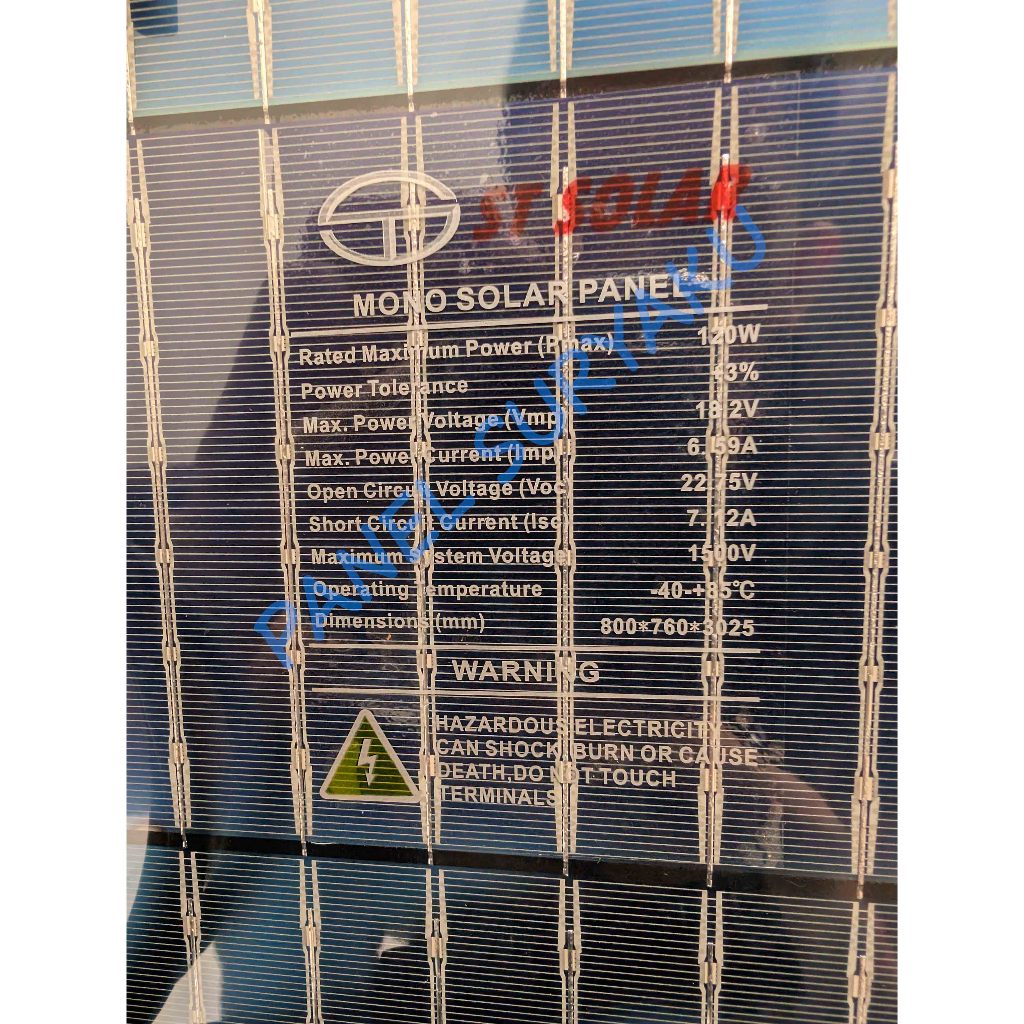 ST SOLAR
MONO SOLAR PANEL
Rated Maximum Power (Pmax) 120W
Power Tolerance ±3%
Max. Power Voltage (Vmp) 18.2V
Max. Power Current (Imp) 6.59A
Open Circuit Voltage (Voc) 22.75V
Short Circuit Current (Isc)
Maximum System Voltage 1500V
Operating Temperature -40-+85℃
Dimensions (mm) 800*760*3025
WARNING
HAZARDOUS ELECTRICITY
CAN SHOCK, BURN OR CAUSE
DEATH,DO NOT TOUCH
TERMINALS
PANEL SURYAKU